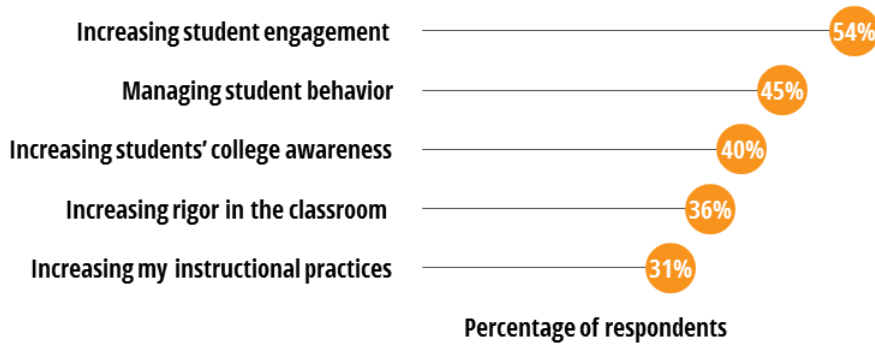 Increasing student engagement 54%
Managing student behavior 45%
Increasing students' college awareness 40%
Increasing rigor in the classroom 36%
Increasing my instructional practices 31%
Percentage of respondents